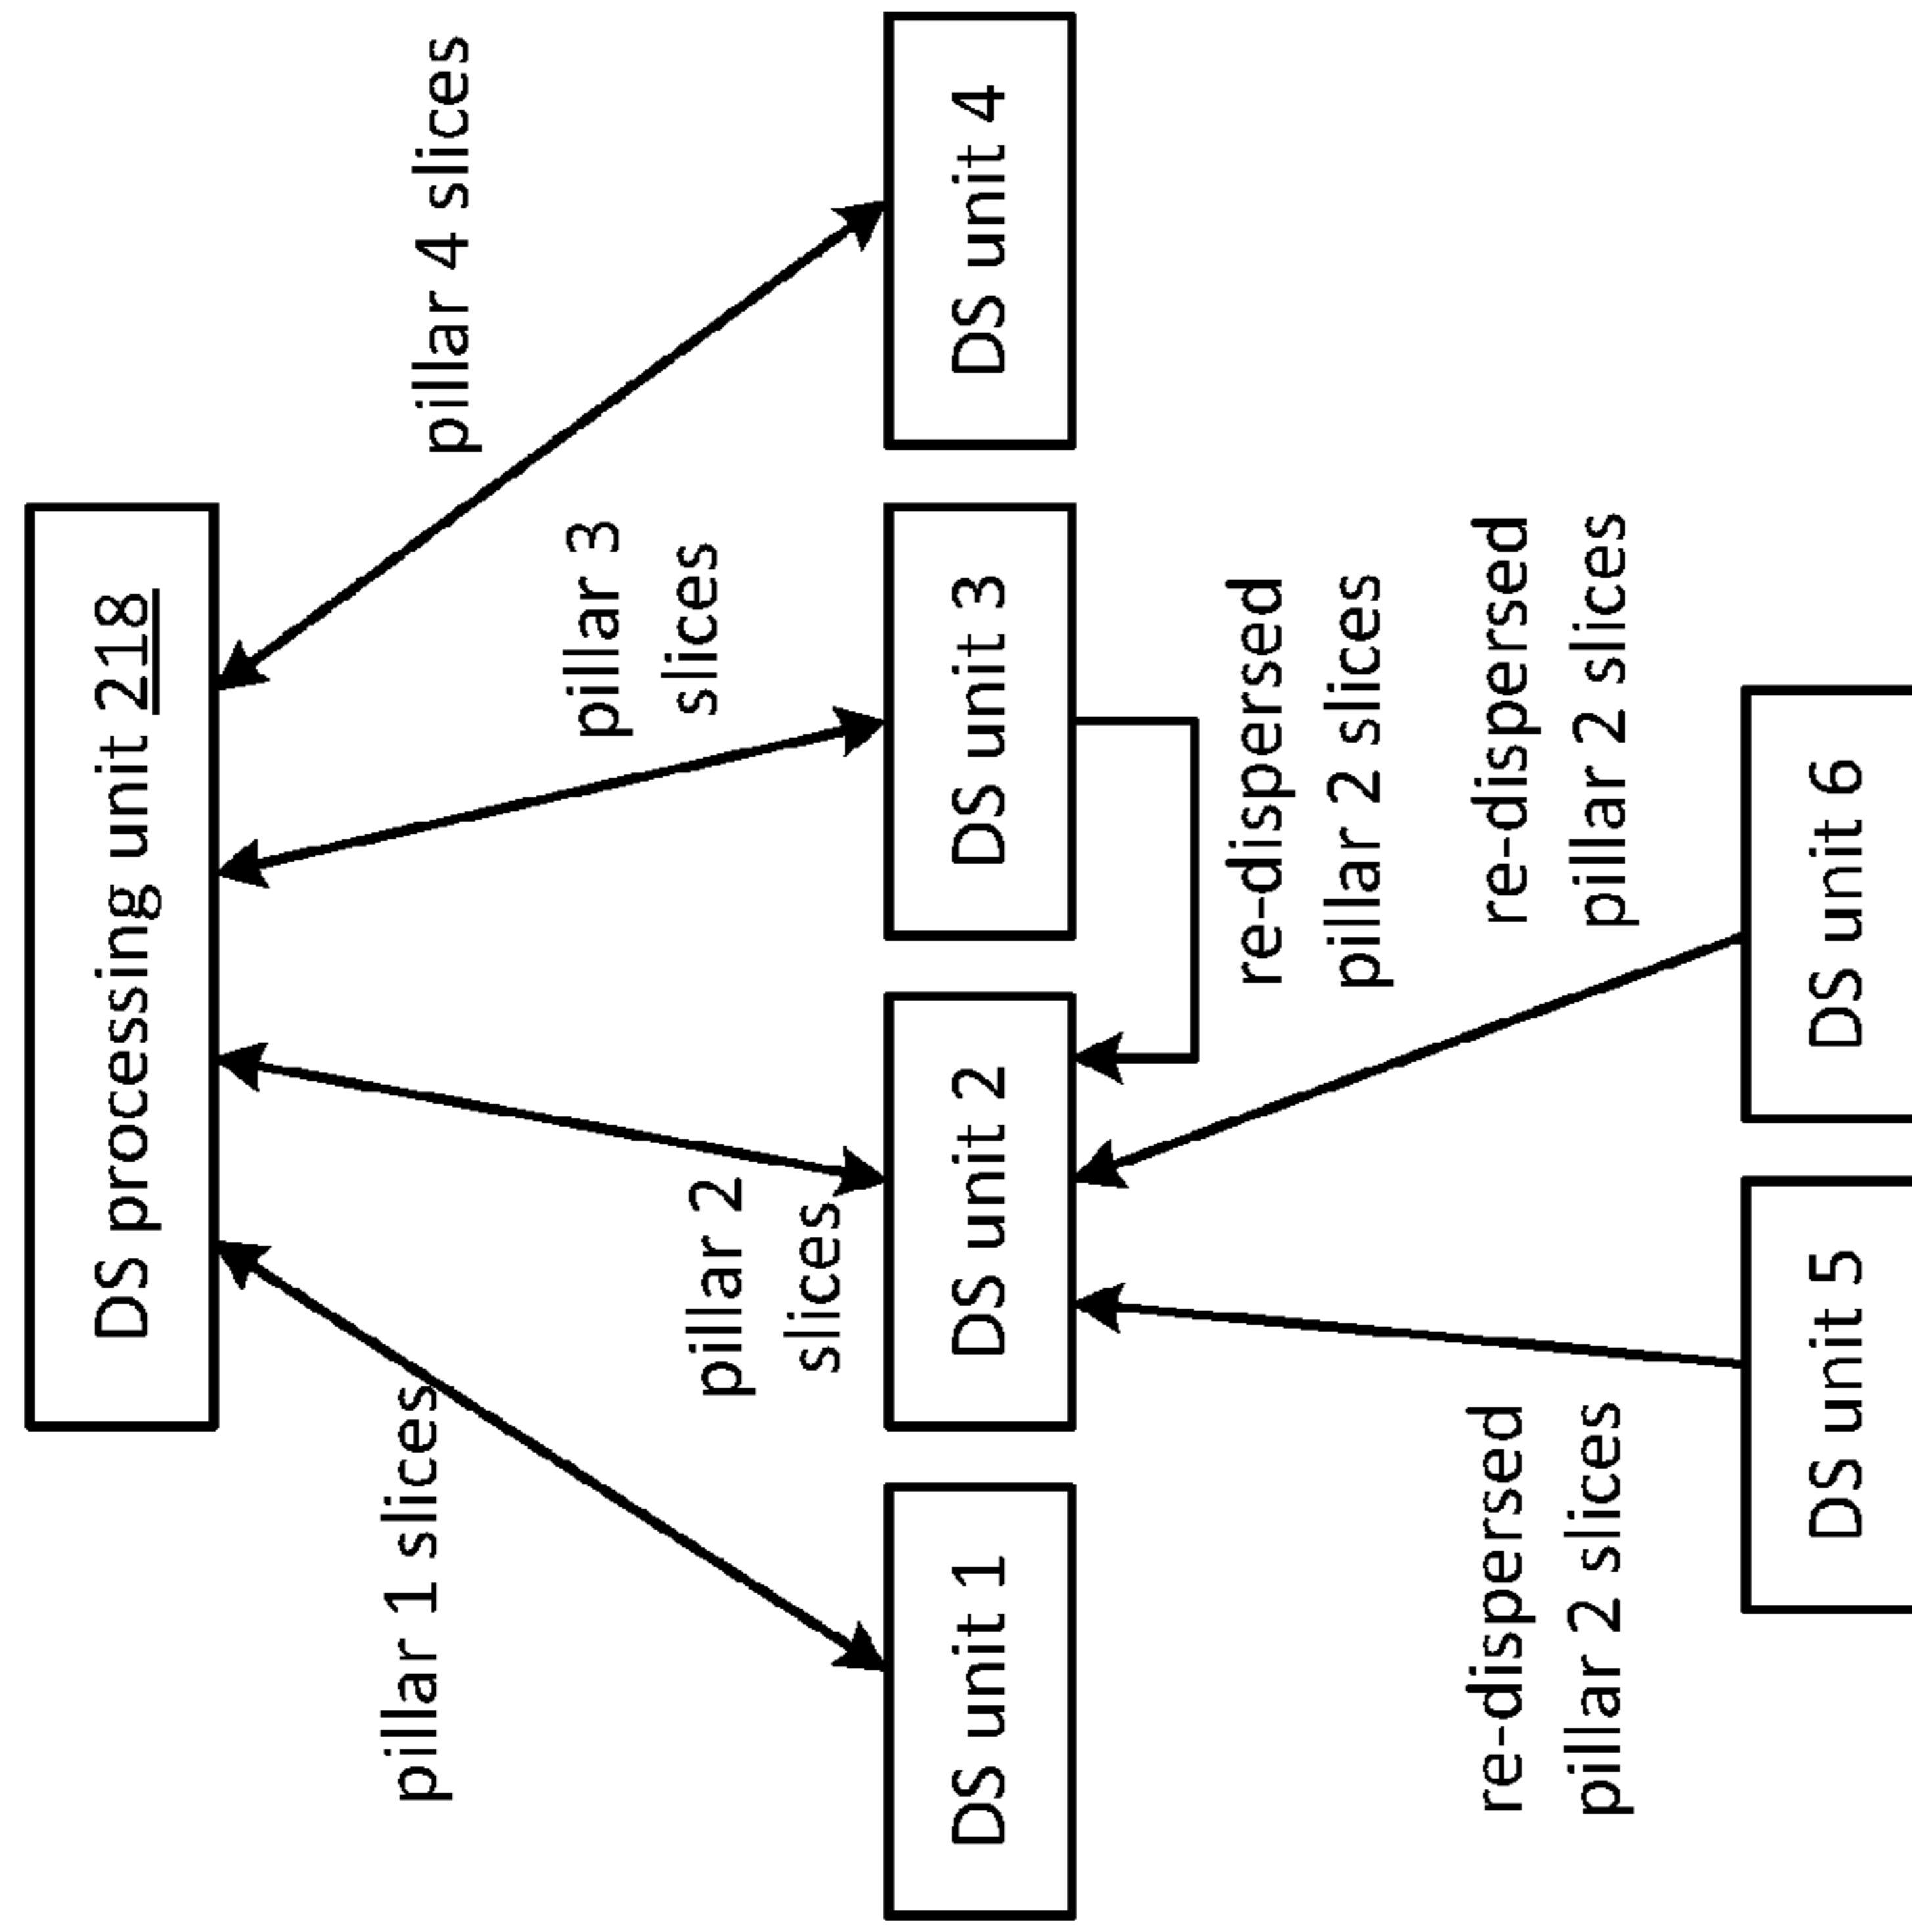 DS processing unit 218
pillar 1 slices
pillar 2
slices
pillar 3
slices
pillar 4 slices
DS unit 1
DS unit 2
DS unit 3
DS unit 4
re-dispersed
pillar 2 slices
re-dispersed
pillar 2 slices
re-dispersed
pillar 2 slices
DS unit 5
DS unit 6